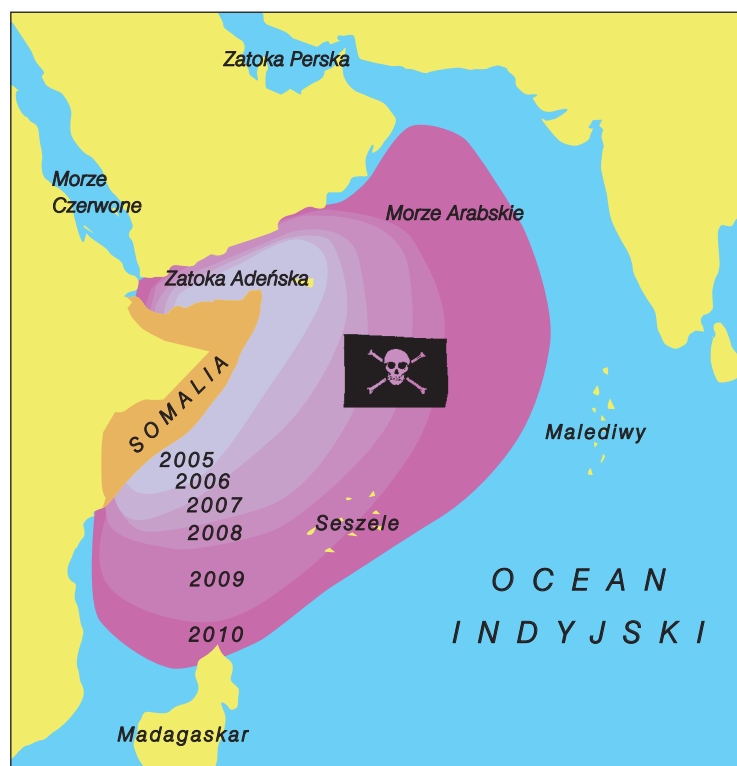 Zatoka Perska
Morze
Czerwone
Morze Arabskie
Zatoka Adeńska
SOMALIA
Malediwy
2005
2006
2007
2008
Seszele
2009
2010
OCEAN
INDYJSKI
Madagaskar